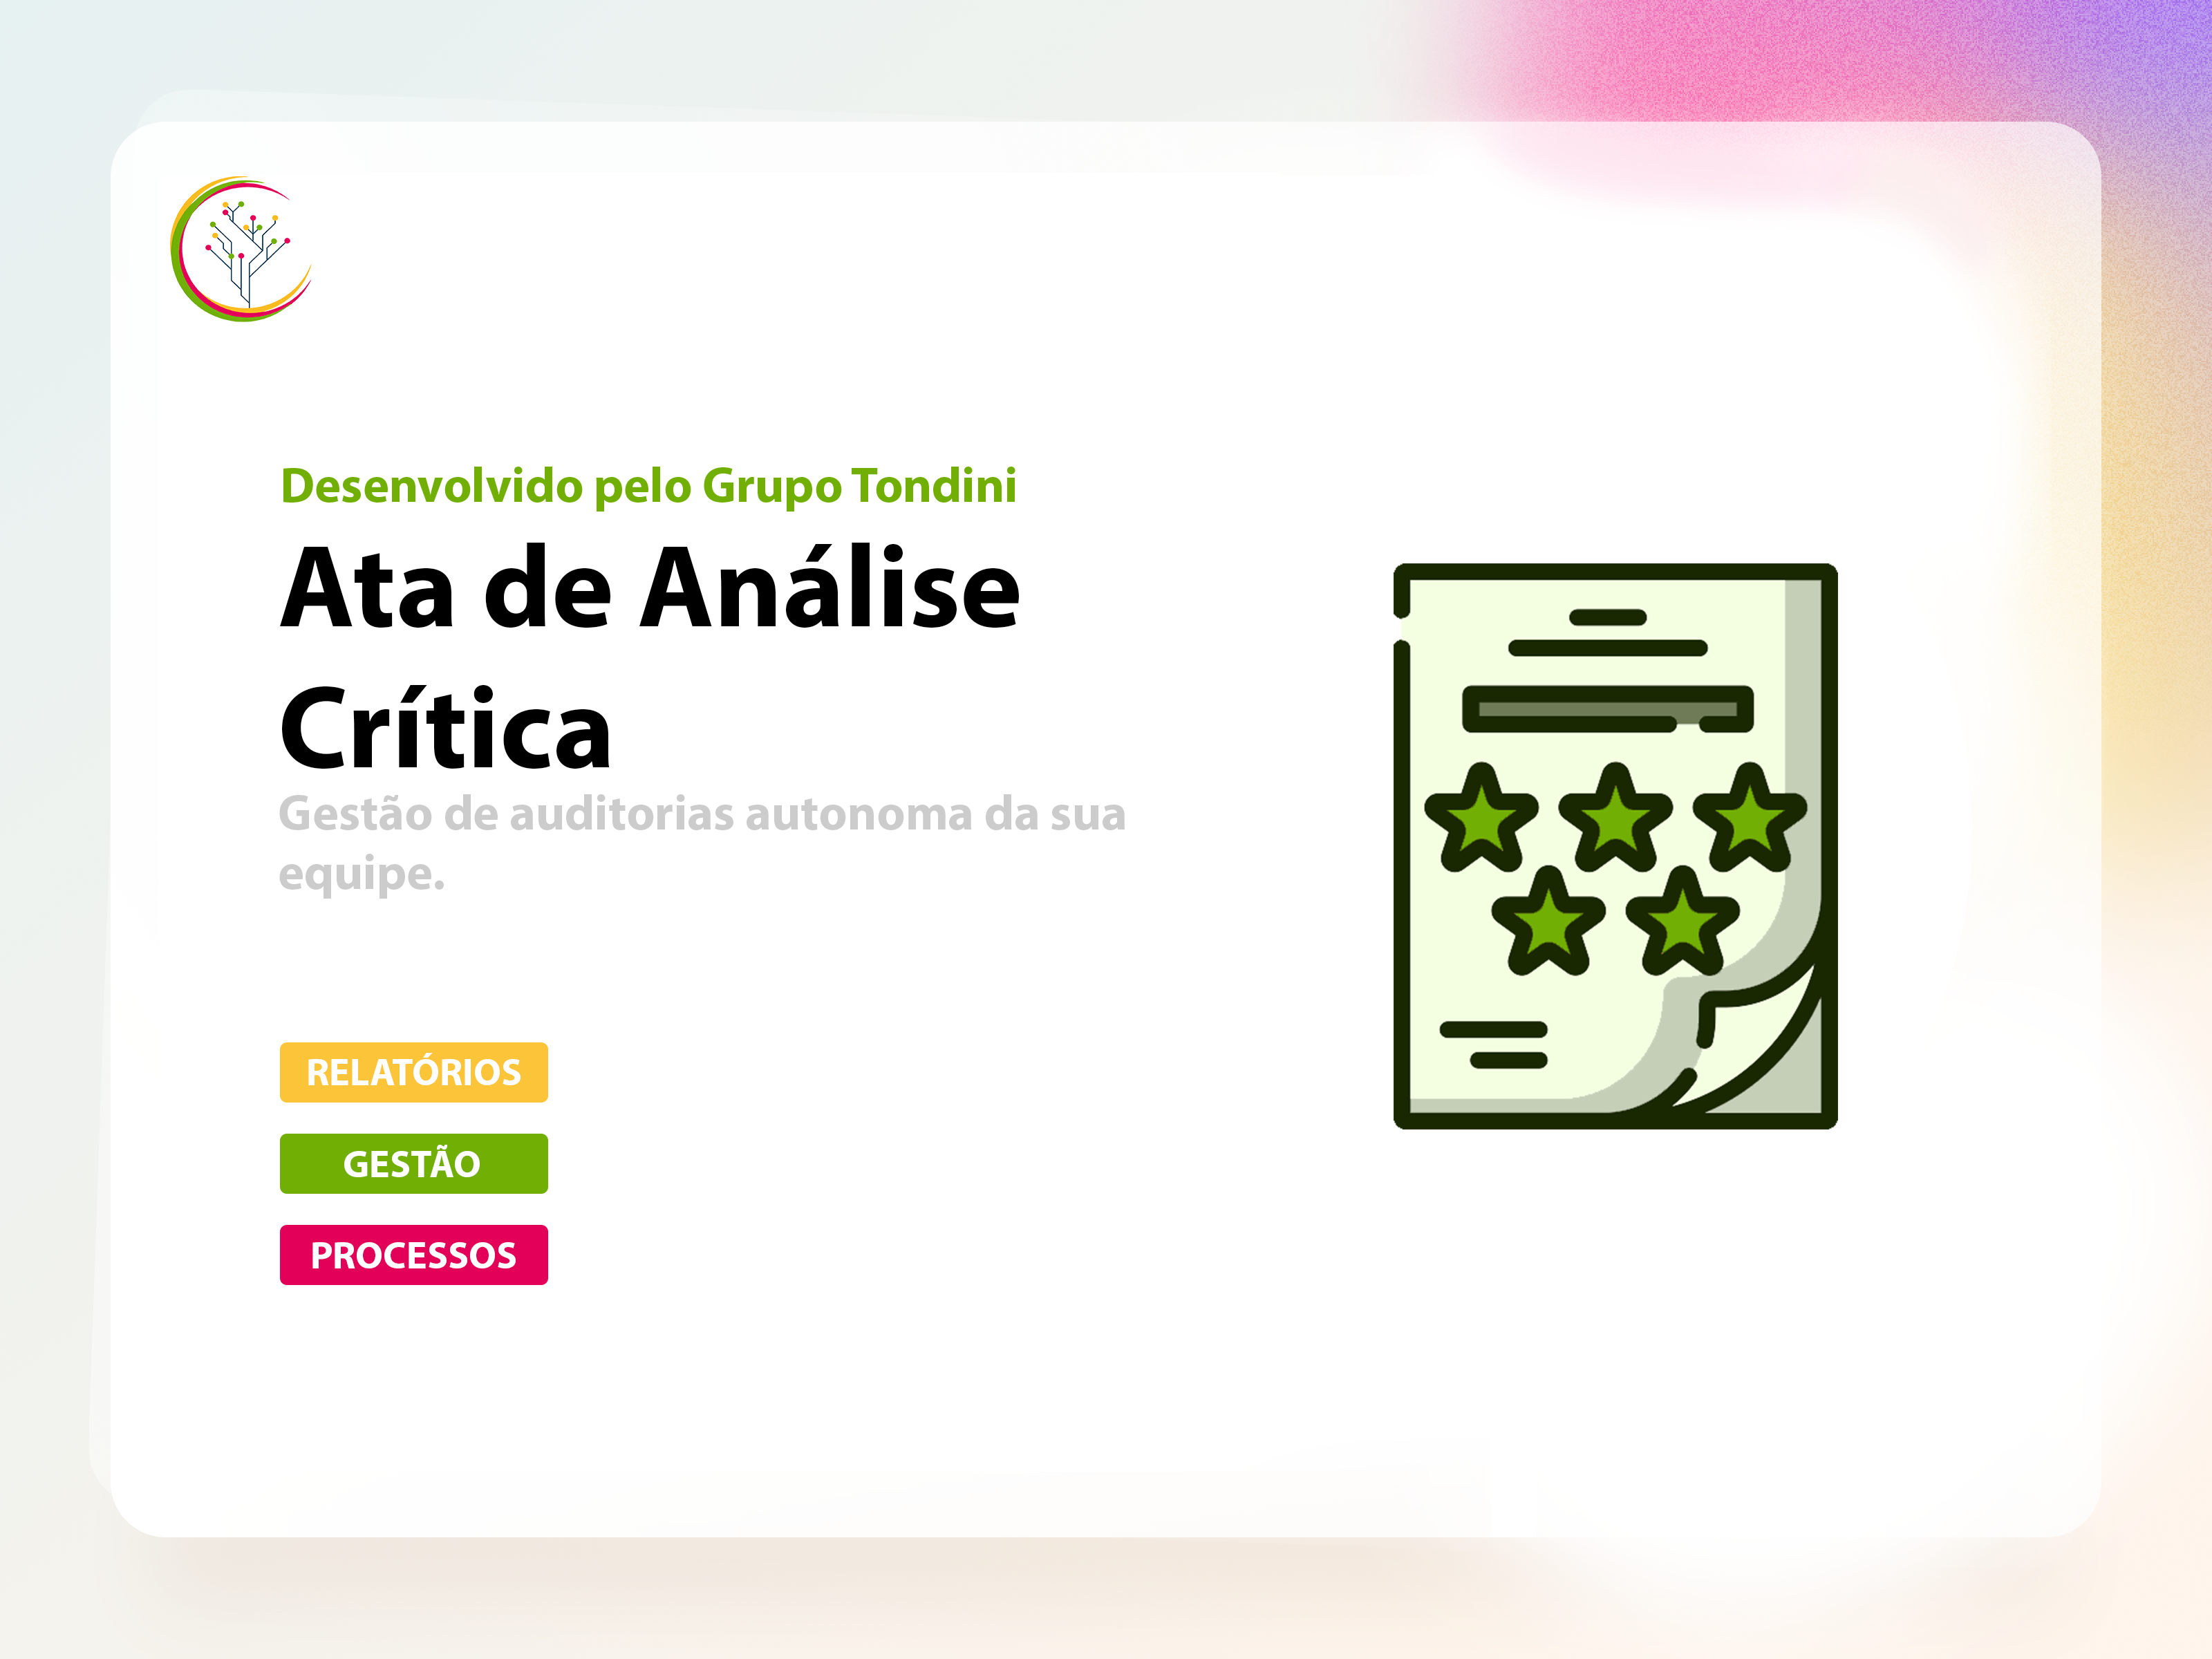 Desenvolvido pelo Grupo Tondini
Ata de Análise
Crítica
Gestão de auditorias autonoma da sua
equipe.
RELATÓRIOS
GESTÃO
PROCESSOS